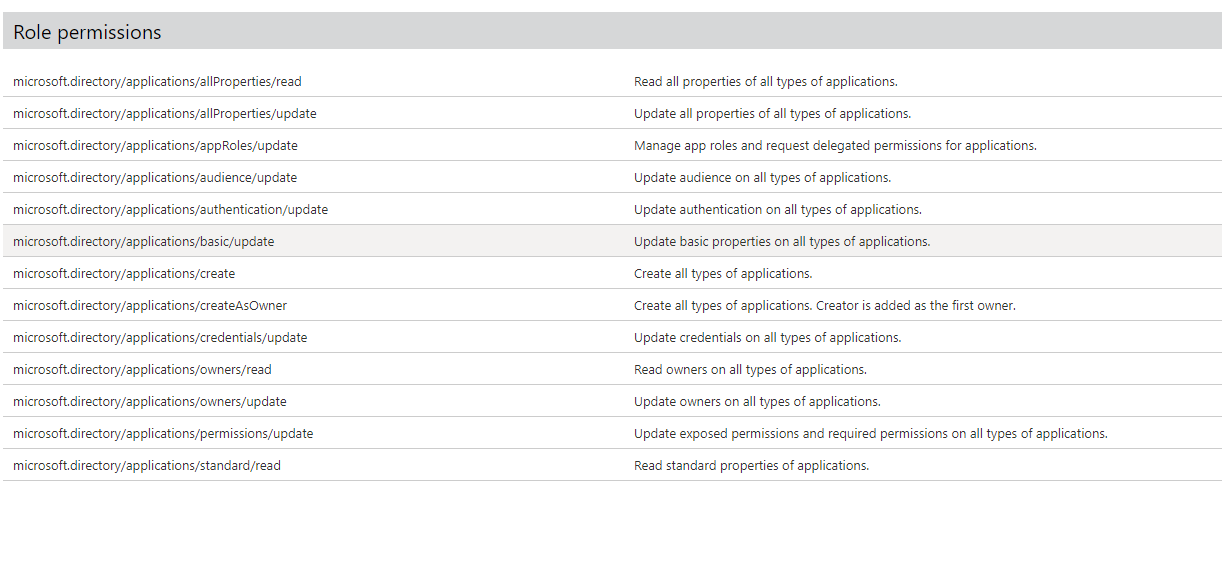 Role permissions
microsoft.directory/applications/allProperties/read Read all properties of all types of applications.
microsoft.directory/applications/allProperties/update Update all properties of all types of applications.
microsoft.directory/applications/appRoles/update Manage app roles and request delegated permissions for applications.
microsoft.directory/applications/audience/update Update audience on all types of applications.
microsoft.directory/applications/authentication/update Update authentication on all types of applications.
microsoft.directory/applications/basic/update Update basic properties on all types of applications.
microsoft.directory/applications/create Create all types of applications.
microsoft.directory/applications/createAsOwner Create all types of applications. Creator is added as the first owner.
microsoft.directory/applications/credentials/update Update credentials on all types of applications.
microsoft.directory/applications/owners/read Read owners on all types of applications.
microsoft.directory/applications/owners/update Update owners on all types of applications.
microsoft.directory/applications/permissions/update Update exposed permissions and required permissions on all types of applications.
microsoft.directory/applications/standard/read Read standard properties of applications.